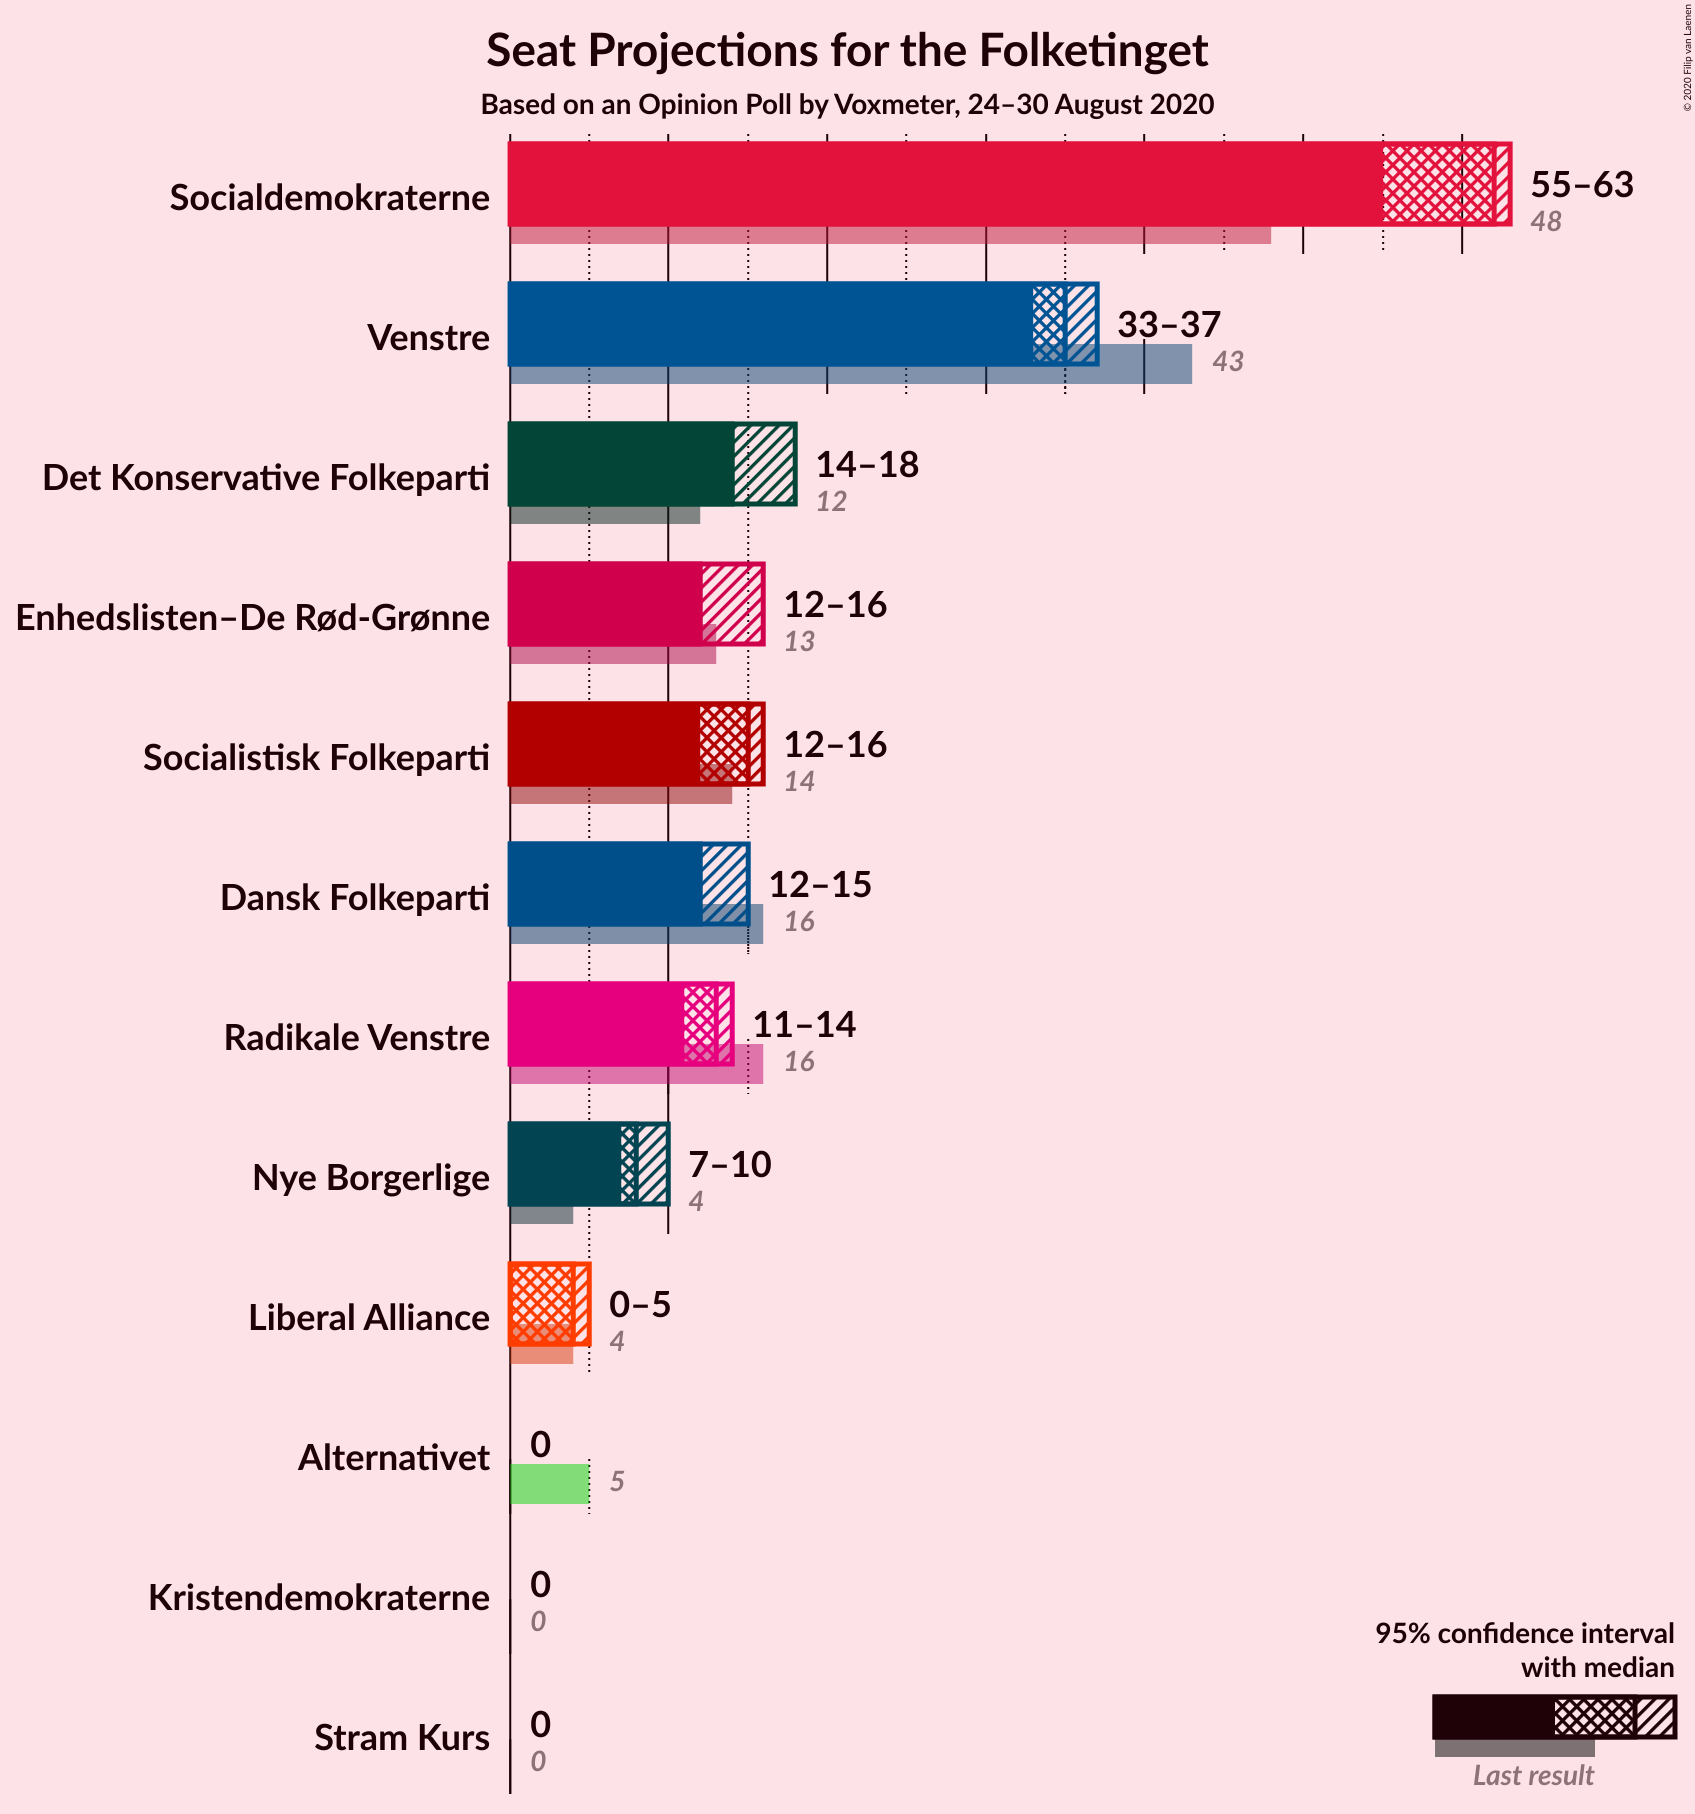 Seat Projections for the Folketinget
Based on an Opinion Poll by Voxmeter, 24–30 August 2020
© 2020 Filip van Laenen
Socialdemokraterne
55–63
48
Venstre
33–37
43
Det Konservative Folkeparti
14–18
12
Enhedslisten–De Rød-Grønne
12–16
13
Socialistisk Folkeparti
12–16
14
Dansk Folkeparti
12–15
16
Radikale Venstre
11–14
16
Nye Borgerlige
7–10
4
Liberal Alliance
0–5
4
Alternativet
0
5
Kristendemokraterne
0
0
Stram Kurs
0
0
95% confidence interval
with median
Last result